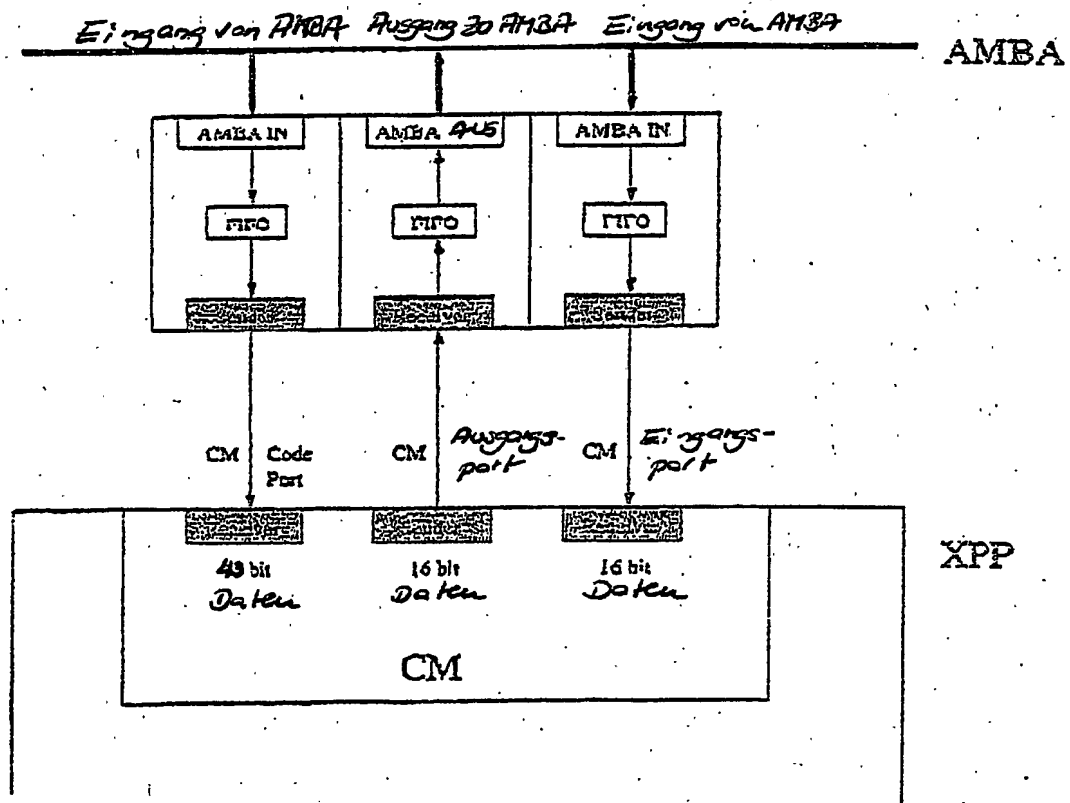 Eingang von AMBA Ausgang zu AMBA Eingang von AMBA
AMBA
AMBA IN AMBA AUS AMBA IN
FIFO FIFO FIFO
CM Code Port
CM Ausgangs-
port
CM Eingangs-
port
XPP
43 bit 16 bit 16 bit
Daten Daten Daten
CM